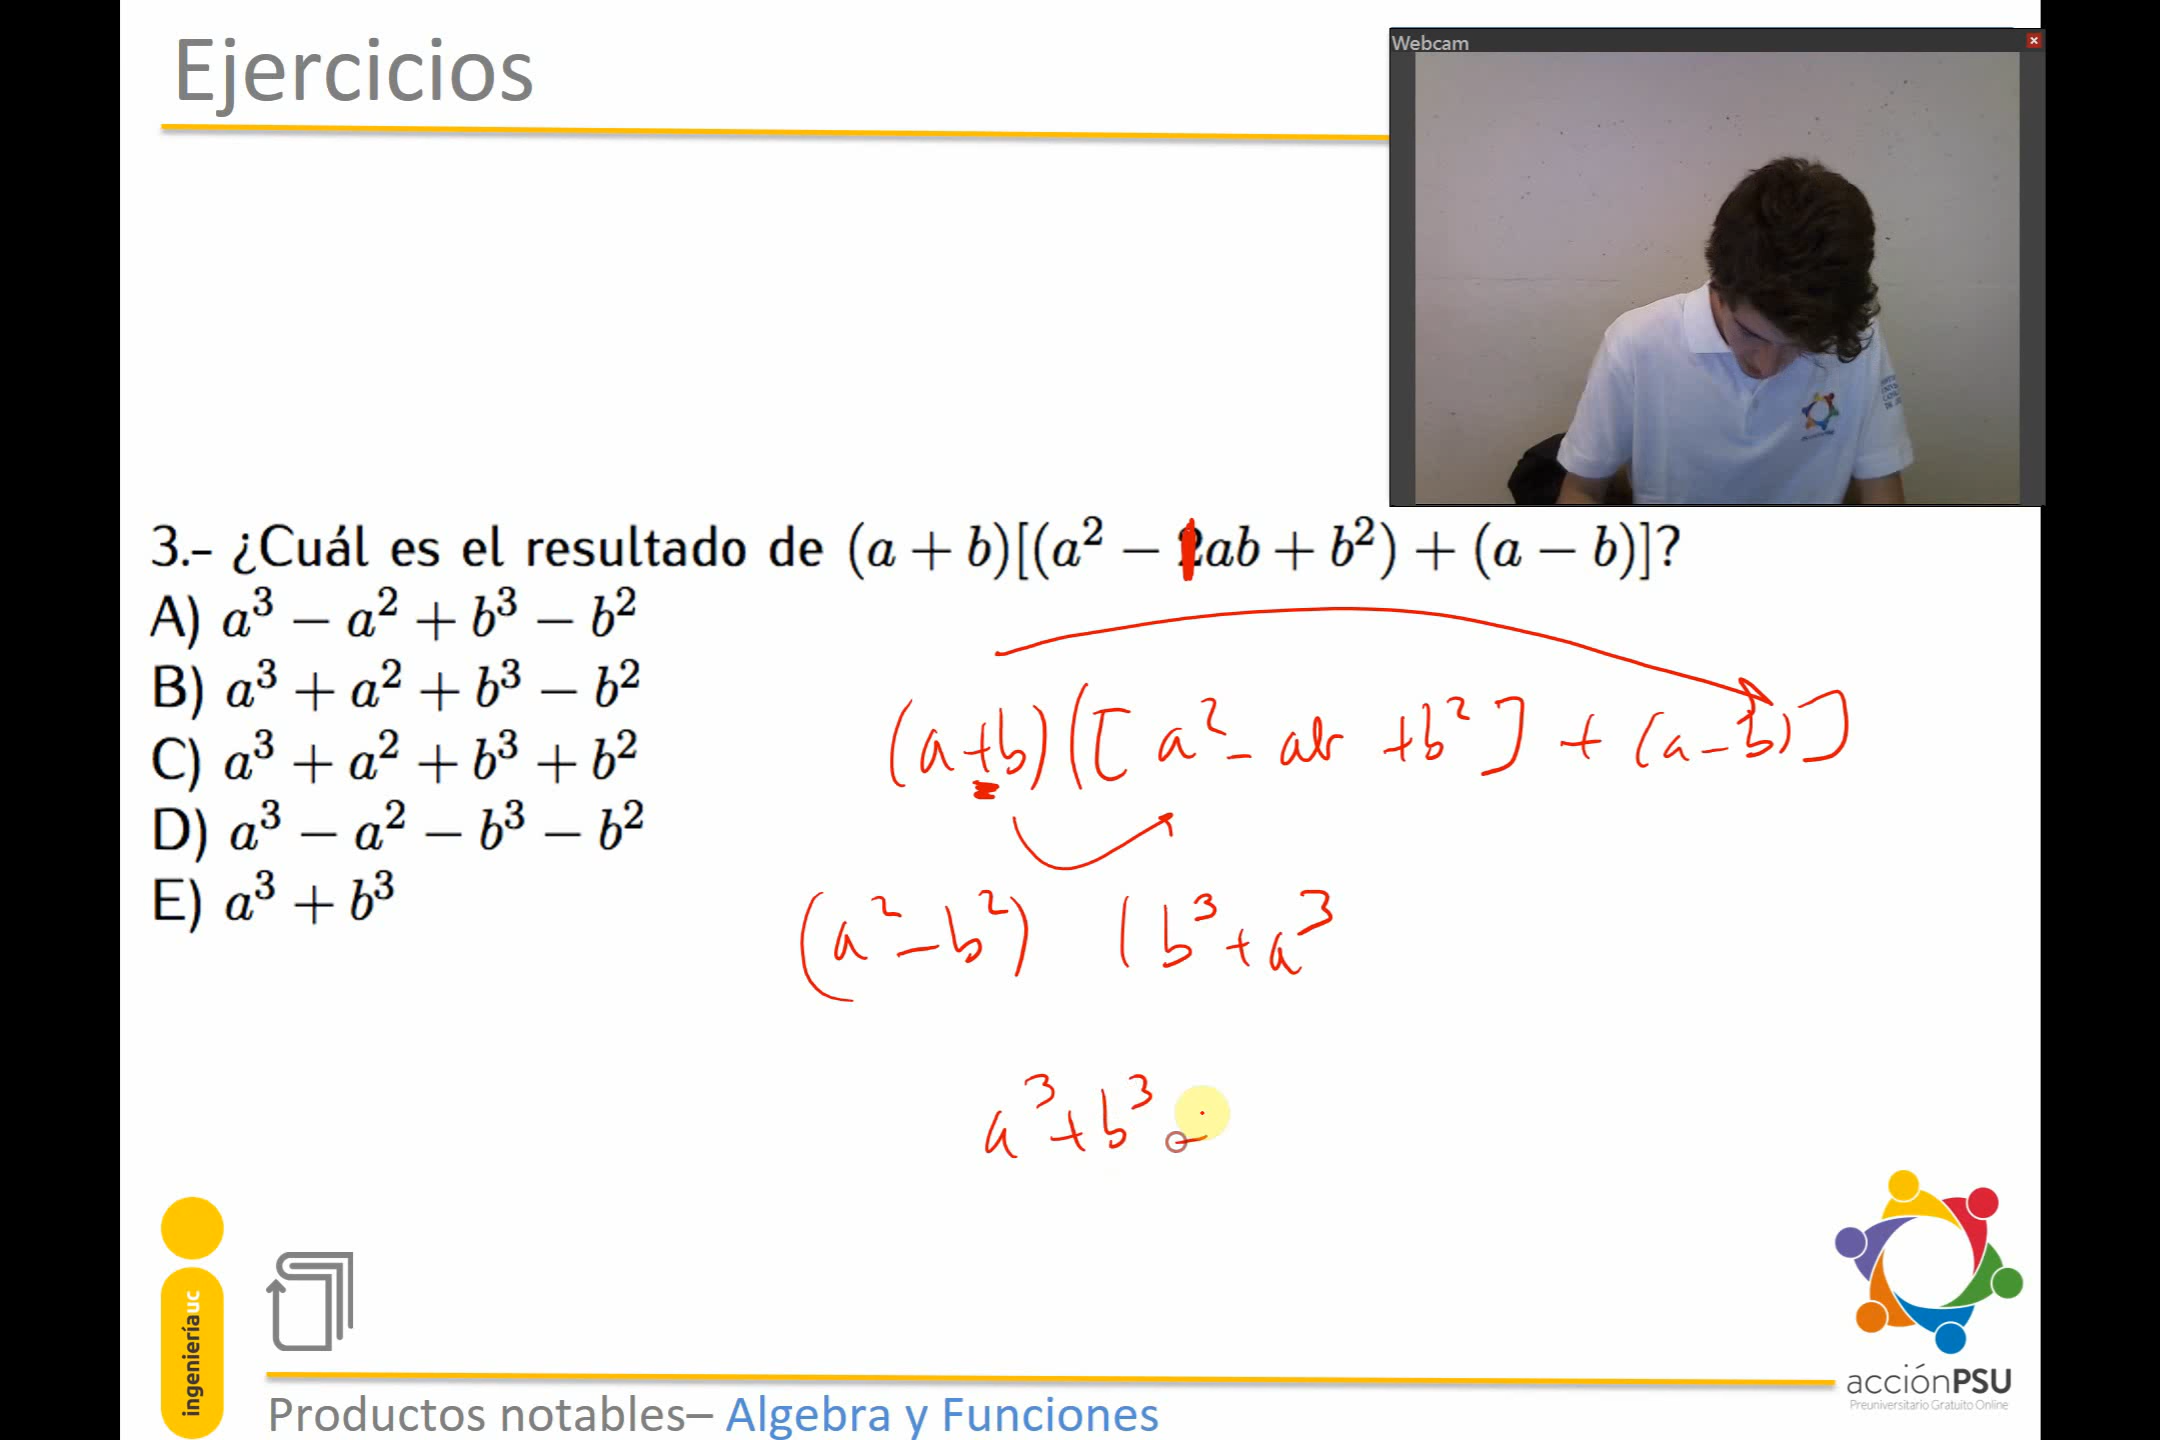 Ejercicios
Webcam
3.- ¿Cuál es el resultado de (a + b)[(a² − 2ab + b²) + (a − b)]?
A) a³ − a² + b³ − b²
B) a³ + a² + b³ − b²
C) a³ + a² + b³ + b²
D) a³ − a² − b³ − b²
E) a³ + b³
(a+b)([a² - ab + b²] + (a-b)]
(a² - b²) (b³ + a³
a³ + b³ -
ingenieríauc
acciónPSU
Preuniversitario Gratuito Online
Productos notables– Algebra y Funciones